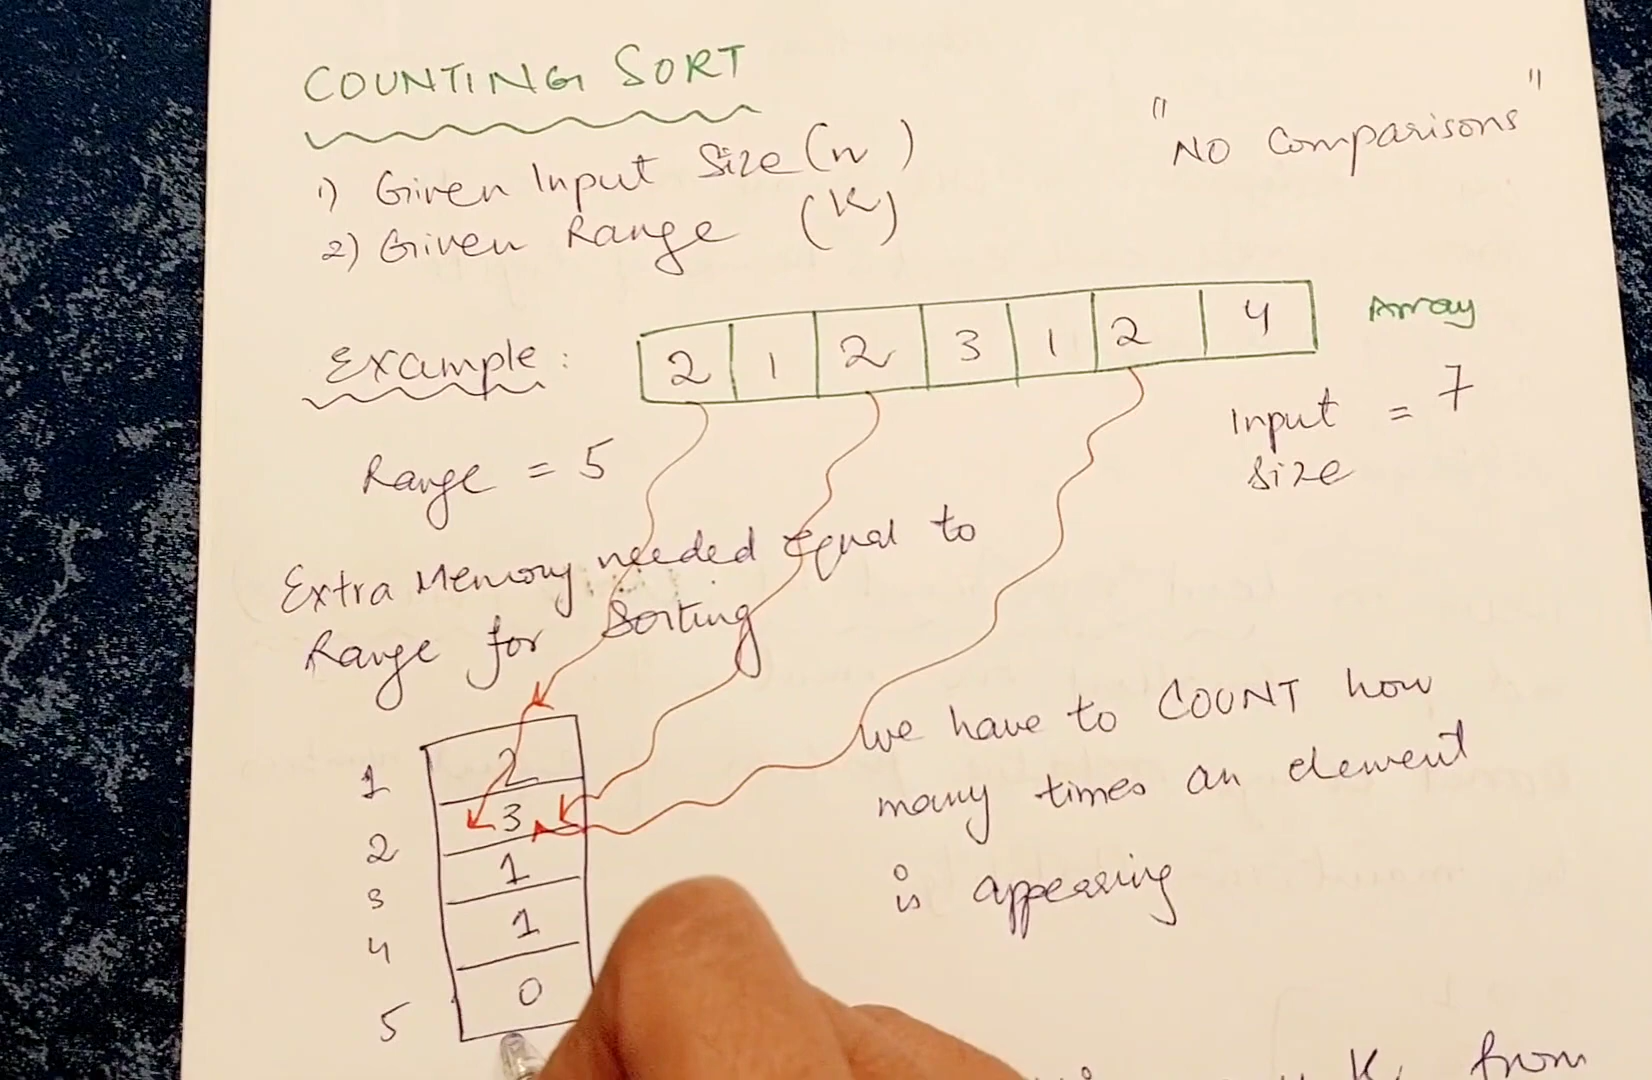 COUNTING SORT
"NO Comparisons"
1) Given Input Size (n)
2) Given Range (K)
Example :
2 1 2 3 1 2 4
Array
Range = 5
Input Size = 7
Extra Memory needed equal to
Range for Sorting
we have to COUNT how
many times an element
is appearing
1 2
2 3
3 1
4 1
5 0
K from